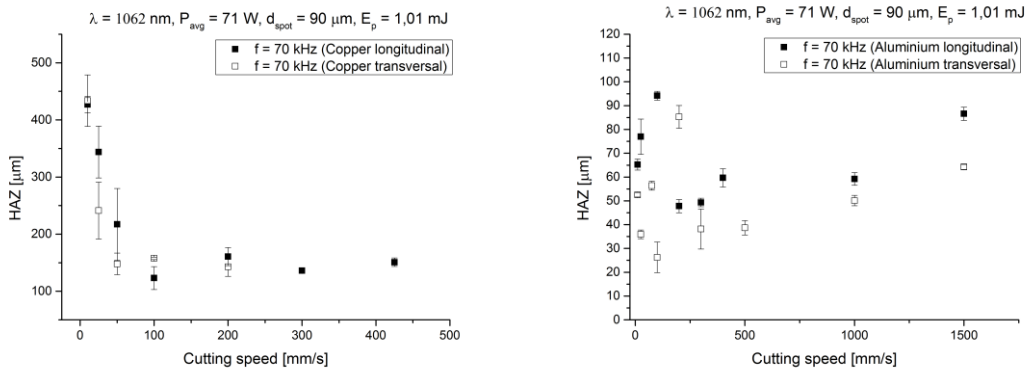 λ = 1062 nm, P_avg = 71 W, d_spot = 90 μm, E_p = 1,01 mJ
f = 70 kHz (Copper longitudinal)
f = 70 kHz (Copper transversal)
500
400
300
200
100
HAZ [μm]
0 100 200 300 400 500
Cutting speed [mm/s]
λ = 1062 nm, P_avg = 71 W, d_spot = 90 μm, E_p = 1,01 mJ
f = 70 kHz (Aluminium longitudinal)
f = 70 kHz (Aluminium transversal)
120
110
100
90
80
70
60
50
40
30
20
10
0
HAZ [μm]
0 500 1000 1500
Cutting speed [mm/s]